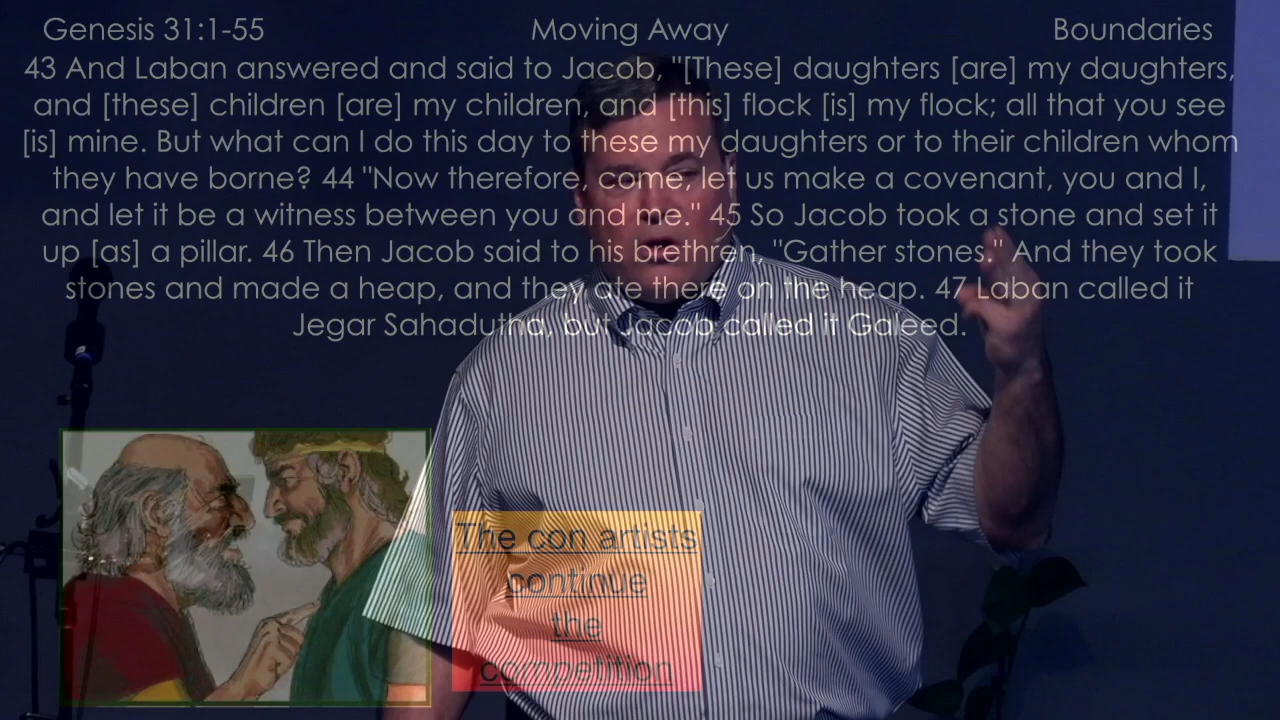 Genesis 31:1-55 Moving Away Boundaries
43 And Laban answered and said to Jacob, "[These] daughters [are] my daughters,
and [these] children [are] my children, and [this] flock [is] my flock; all that you see
[is] mine. But what can I do this day to these my daughters or to their children whom
they have borne? 44 "Now therefore, come, let us make a covenant, you and I,
and let it be a witness between you and me." 45 So Jacob took a stone and set it
up [as] a pillar. 46 Then Jacob said to his brethren, "Gather stones." And they took
stones and made a heap, and they ate there on the heap. 47 Laban called it
Jegar Sahadutha, but Jacob called it Galeed.
The con artists
continue
the
competition